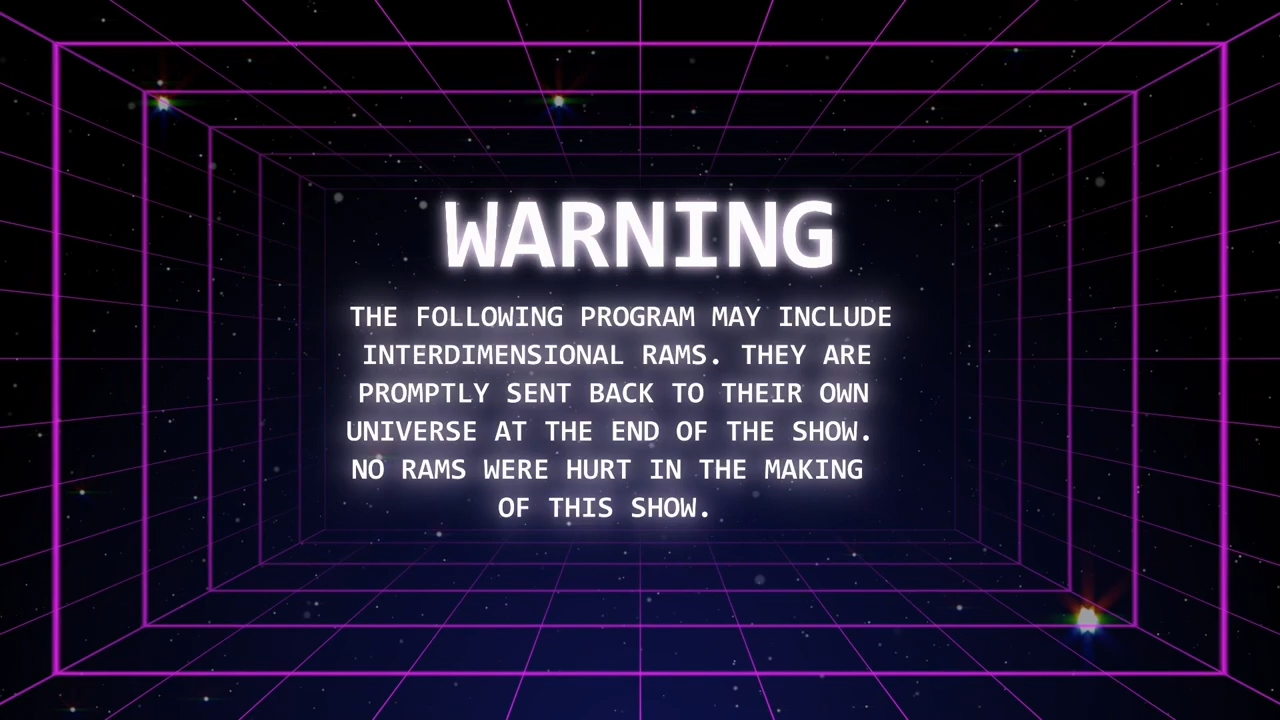 WARNING
THE FOLLOWING PROGRAM MAY INCLUDE
INTERDIMENSIONAL RAMS. THEY ARE
PROMPTLY SENT BACK TO THEIR OWN
UNIVERSE AT THE END OF THE SHOW.
NO RAMS WERE HURT IN THE MAKING
OF THIS SHOW.